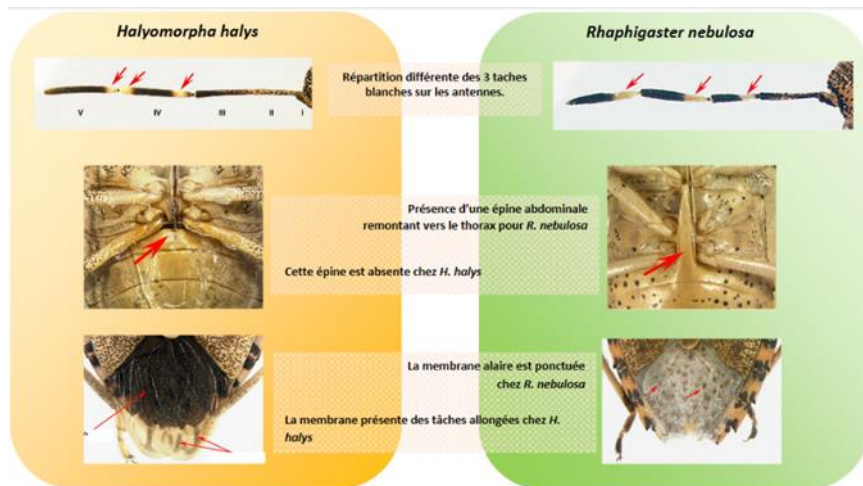 Halyomorpha halys
Rhaphigaster nebulosa
Répartition différente des 3 taches
blanches sur les antennes.
V IV III II I
Présence d'une épine abdominale
remontant vers le thorax pour R. nebulosa
Cette épine est absente chez H. halys
La membrane alaire est ponctuée
chez R. nebulosa
La membrane présente des tâches allongées chez H.
halys